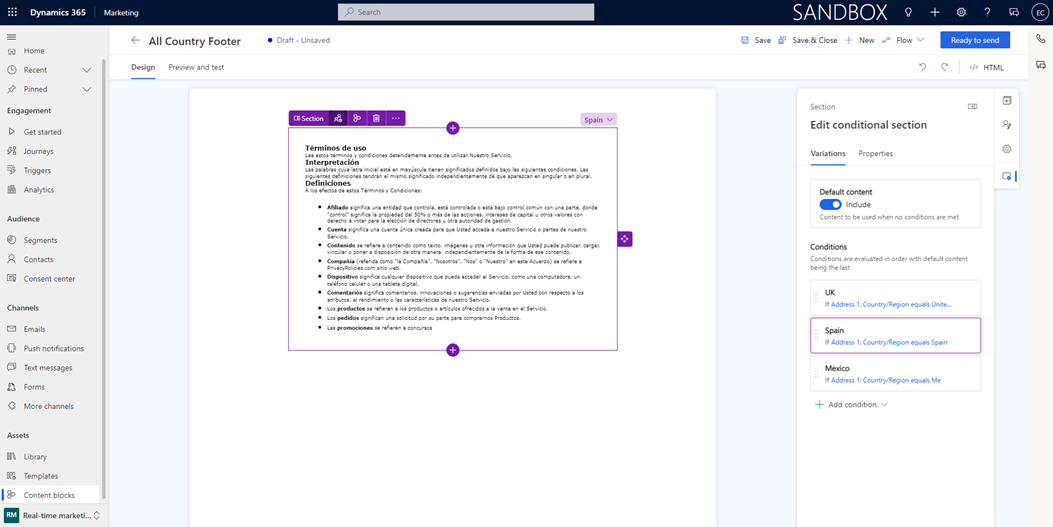 Dynamics 365 Marketing Search SANDBOX EC
Home
Recent
Pinned
Engagement
Get started
Journeys
Triggers
Analytics
Audience
Segments
Contacts
Consent center
Channels
Emails
Push notifications
Text messages
Forms
More channels
Assets
Library
Templates
Content blocks
RM Real-time marketi...
All Country Footer Draft - Unsaved Save Save & Close New Flow Ready to send
Design Preview and test HTML
Section Spain
Términos de uso
Lea estos términos y condiciones detenidamente antes de utilizar Nuestro Servicio.
Interpretación
Las palabras cuya letra inicial está en mayúscula tienen significados definidos bajo las siguientes condiciones. Las
siguientes definiciones tendrán el mismo significado independientemente de que aparezcan en singular o en plural.
Definiciones
A los efectos de estos Términos y Condiciones:
Afiliado significa una entidad que controla, está controlada o está bajo control común con una parte, donde
"control" significa la propiedad del 50% o más de las acciones, intereses de capital u otros valores con
derecho a votar para la elección de directores u otra autoridad de gestión.
Cuenta significa una cuenta única creada para que Usted acceda a nuestro Servicio o partes de nuestro
Servicio.
Contenido se refiere a contenido como texto, imágenes u otra información que Usted puede publicar, cargar,
vincular o poner a disposición de otra manera, independientemente de la forma de ese contenido.
Compañía (referida como "la Compañía", "Nosotros", "Nos" o "Nuestro" en este Acuerdo) se refiere a
PrivacyPolicies.com sitio web.
Dispositivo significa cualquier dispositivo que pueda acceder al Servicio, como una computadora, un
teléfono celular o una tableta digital.
Comentarios significa comentarios, innovaciones o sugerencias enviadas por Usted con respecto a los
atributos, el rendimiento o las características de nuestro Servicio.
Los productos se refieren a los productos o artículos ofrecidos a la venta en el Servicio.
Los pedidos significan una solicitud por su parte para comprarnos Productos.
Las promociones se refieren a concursos
Section
Edit conditional section
Variations Properties
Default content
Include
Content to be used when no conditions are met
Conditions
Conditions are evaluated in order with default content
being the last
UK
If Address 1: Country/Region equals Unite...
Spain
If Address 1: Country/Region equals Spain
Mexico
If Address 1: Country/Region equals Me
Add condition